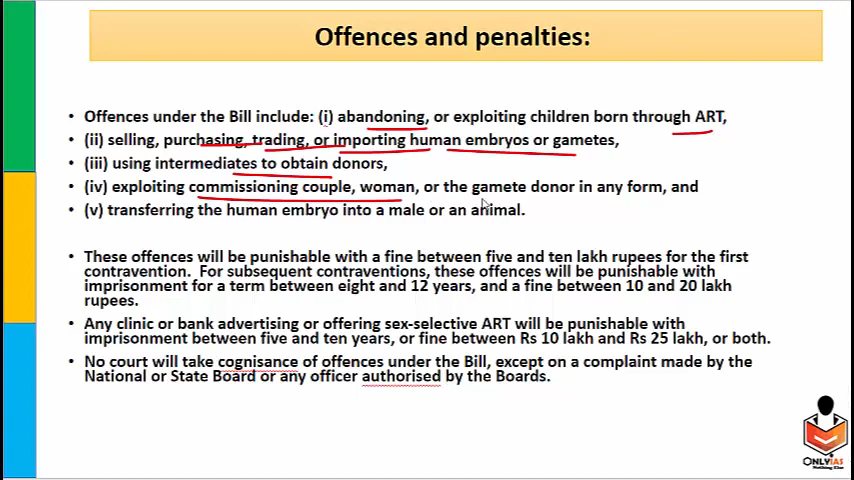 Offences and penalties:
• Offences under the Bill include: (i) abandoning, or exploiting children born through ART,
• (ii) selling, purchasing, trading, or importing human embryos or gametes,
• (iii) using intermediates to obtain donors,
• (iv) exploiting commissioning couple, woman, or the gamete donor in any form, and
• (v) transferring the human embryo into a male or an animal.
• These offences will be punishable with a fine between five and ten lakh rupees for the first
contravention. For subsequent contraventions, these offences will be punishable with
imprisonment for a term between eight and 12 years, and a fine between 10 and 20 lakh
rupees.
• Any clinic or bank advertising or offering sex-selective ART will be punishable with
imprisonment between five and ten years, or fine between Rs 10 lakh and Rs 25 lakh, or both.
• No court will take cognisance of offences under the Bill, except on a complaint made by the
National or State Board or any officer authorised by the Boards.
ONLYIAS
Nothing Else